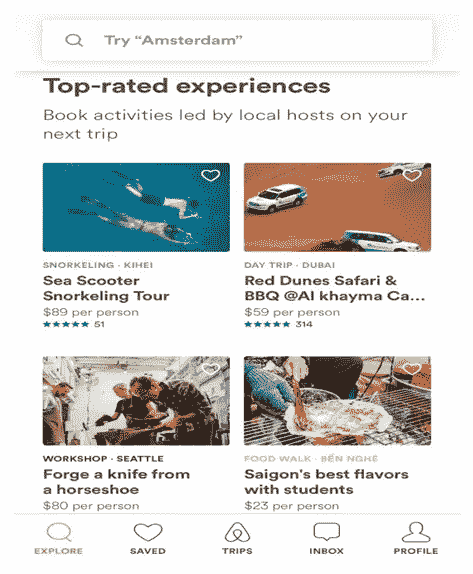 Try “Amsterdam”
Top-rated experiences
Book activities led by local hosts on your
next trip
SNORKELING · KIHEI
Sea Scooter
Snorkeling Tour
$89 per person
51
DAY TRIP · DUBAI
Red Dunes Safari &
BBQ @Al khayma Ca...
$59 per person
314
WORKSHOP · SEATTLE
Forge a knife from
a horseshoe
$80 per person
FOOD WALK · BẾN NGHÉ
Saigon's best flavors
with students
$23 per person
EXPLORE
SAVED
TRIPS
INBOX
PROFILE